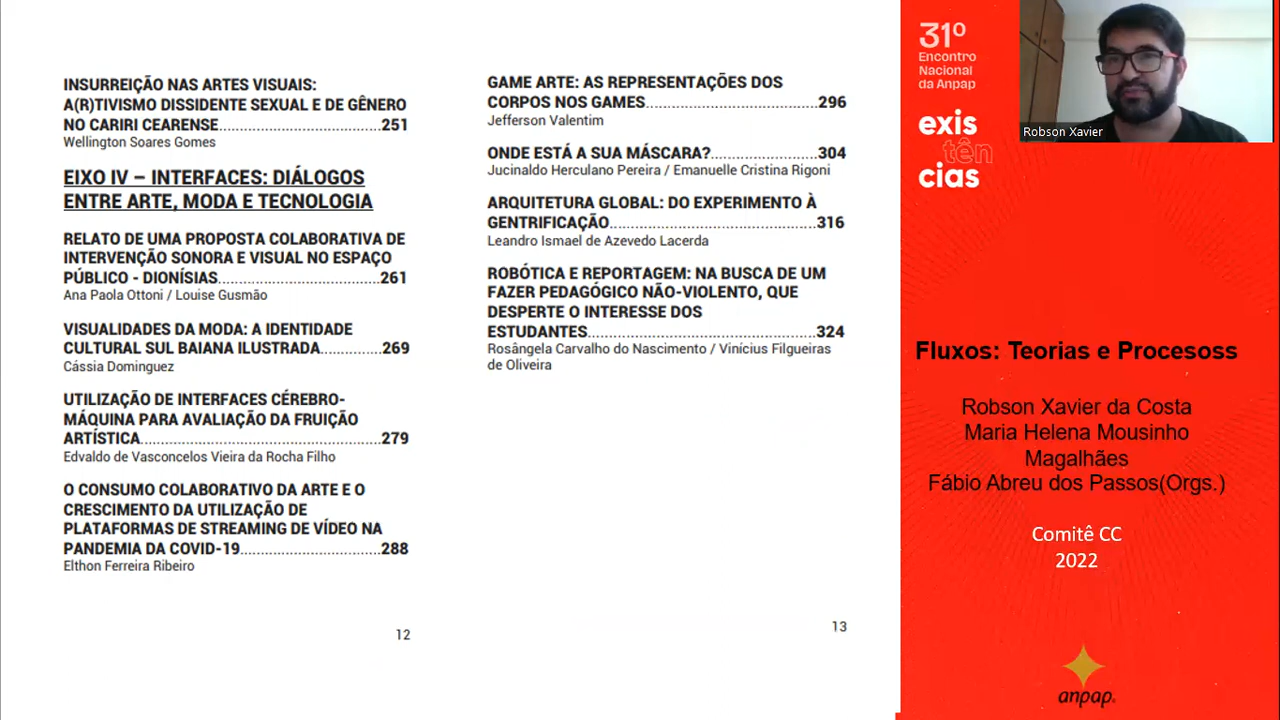 INSURREIÇÃO NAS ARTES VISUAIS:
A(R)TIVISMO DISSIDENTE SEXUAL E DE GÊNERO
NO CARIRI CEARENSE.......................................251
Wellington Soares Gomes
EIXO IV – INTERFACES: DIÁLOGOS
ENTRE ARTE, MODA E TECNOLOGIA
RELATO DE UMA PROPOSTA COLABORATIVA DE
INTERVENÇÃO SONORA E VISUAL NO ESPAÇO
PÚBLICO - DIONÍSIAS.......................................261
Ana Paola Ottoni / Louise Gusmão
VISUALIDADES DA MODA: A IDENTIDADE
CULTURAL SUL BAIANA ILUSTRADA...............269
Cássia Dominguez
UTILIZAÇÃO DE INTERFACES CÉREBRO-
MÁQUINA PARA AVALIAÇÃO DA FRUIÇÃO
ARTÍSTICA..........................................................279
Edvaldo de Vasconcelos Vieira da Rocha Filho
O CONSUMO COLABORATIVO DA ARTE E O
CRESCIMENTO DA UTILIZAÇÃO DE
PLATAFORMAS DE STREAMING DE VÍDEO NA
PANDEMIA DA COVID-19..................................288
Elthon Ferreira Ribeiro
12
GAME ARTE: AS REPRESENTAÇÕES DOS
CORPOS NOS GAMES.........................................296
Jefferson Valentim
ONDE ESTÁ A SUA MÁSCARA?..........................304
Jucinaldo Herculano Pereira / Emanuelle Cristina Rigoni
ARQUITETURA GLOBAL: DO EXPERIMENTO À
GENTRIFICAÇÃO..................................................316
Leandro Ismael de Azevedo Lacerda
ROBÓTICA E REPORTAGEM: NA BUSCA DE UM
FAZER PEDAGÓGICO NÃO-VIOLENTO, QUE
DESPERTE O INTERESSE DOS
ESTUDANTES.......................................................324
Rosângela Carvalho do Nascimento / Vinícius Filgueiras
de Oliveira
13
31º
Encontro
Nacional
da Anpap
exis
tên
cias
Robson Xavier
Fluxos: Teorias e Procesoss
Robson Xavier da Costa
Maria Helena Mousinho
Magalhães
Fábio Abreu dos Passos(Orgs.)
Comitê CC
2022
anpap